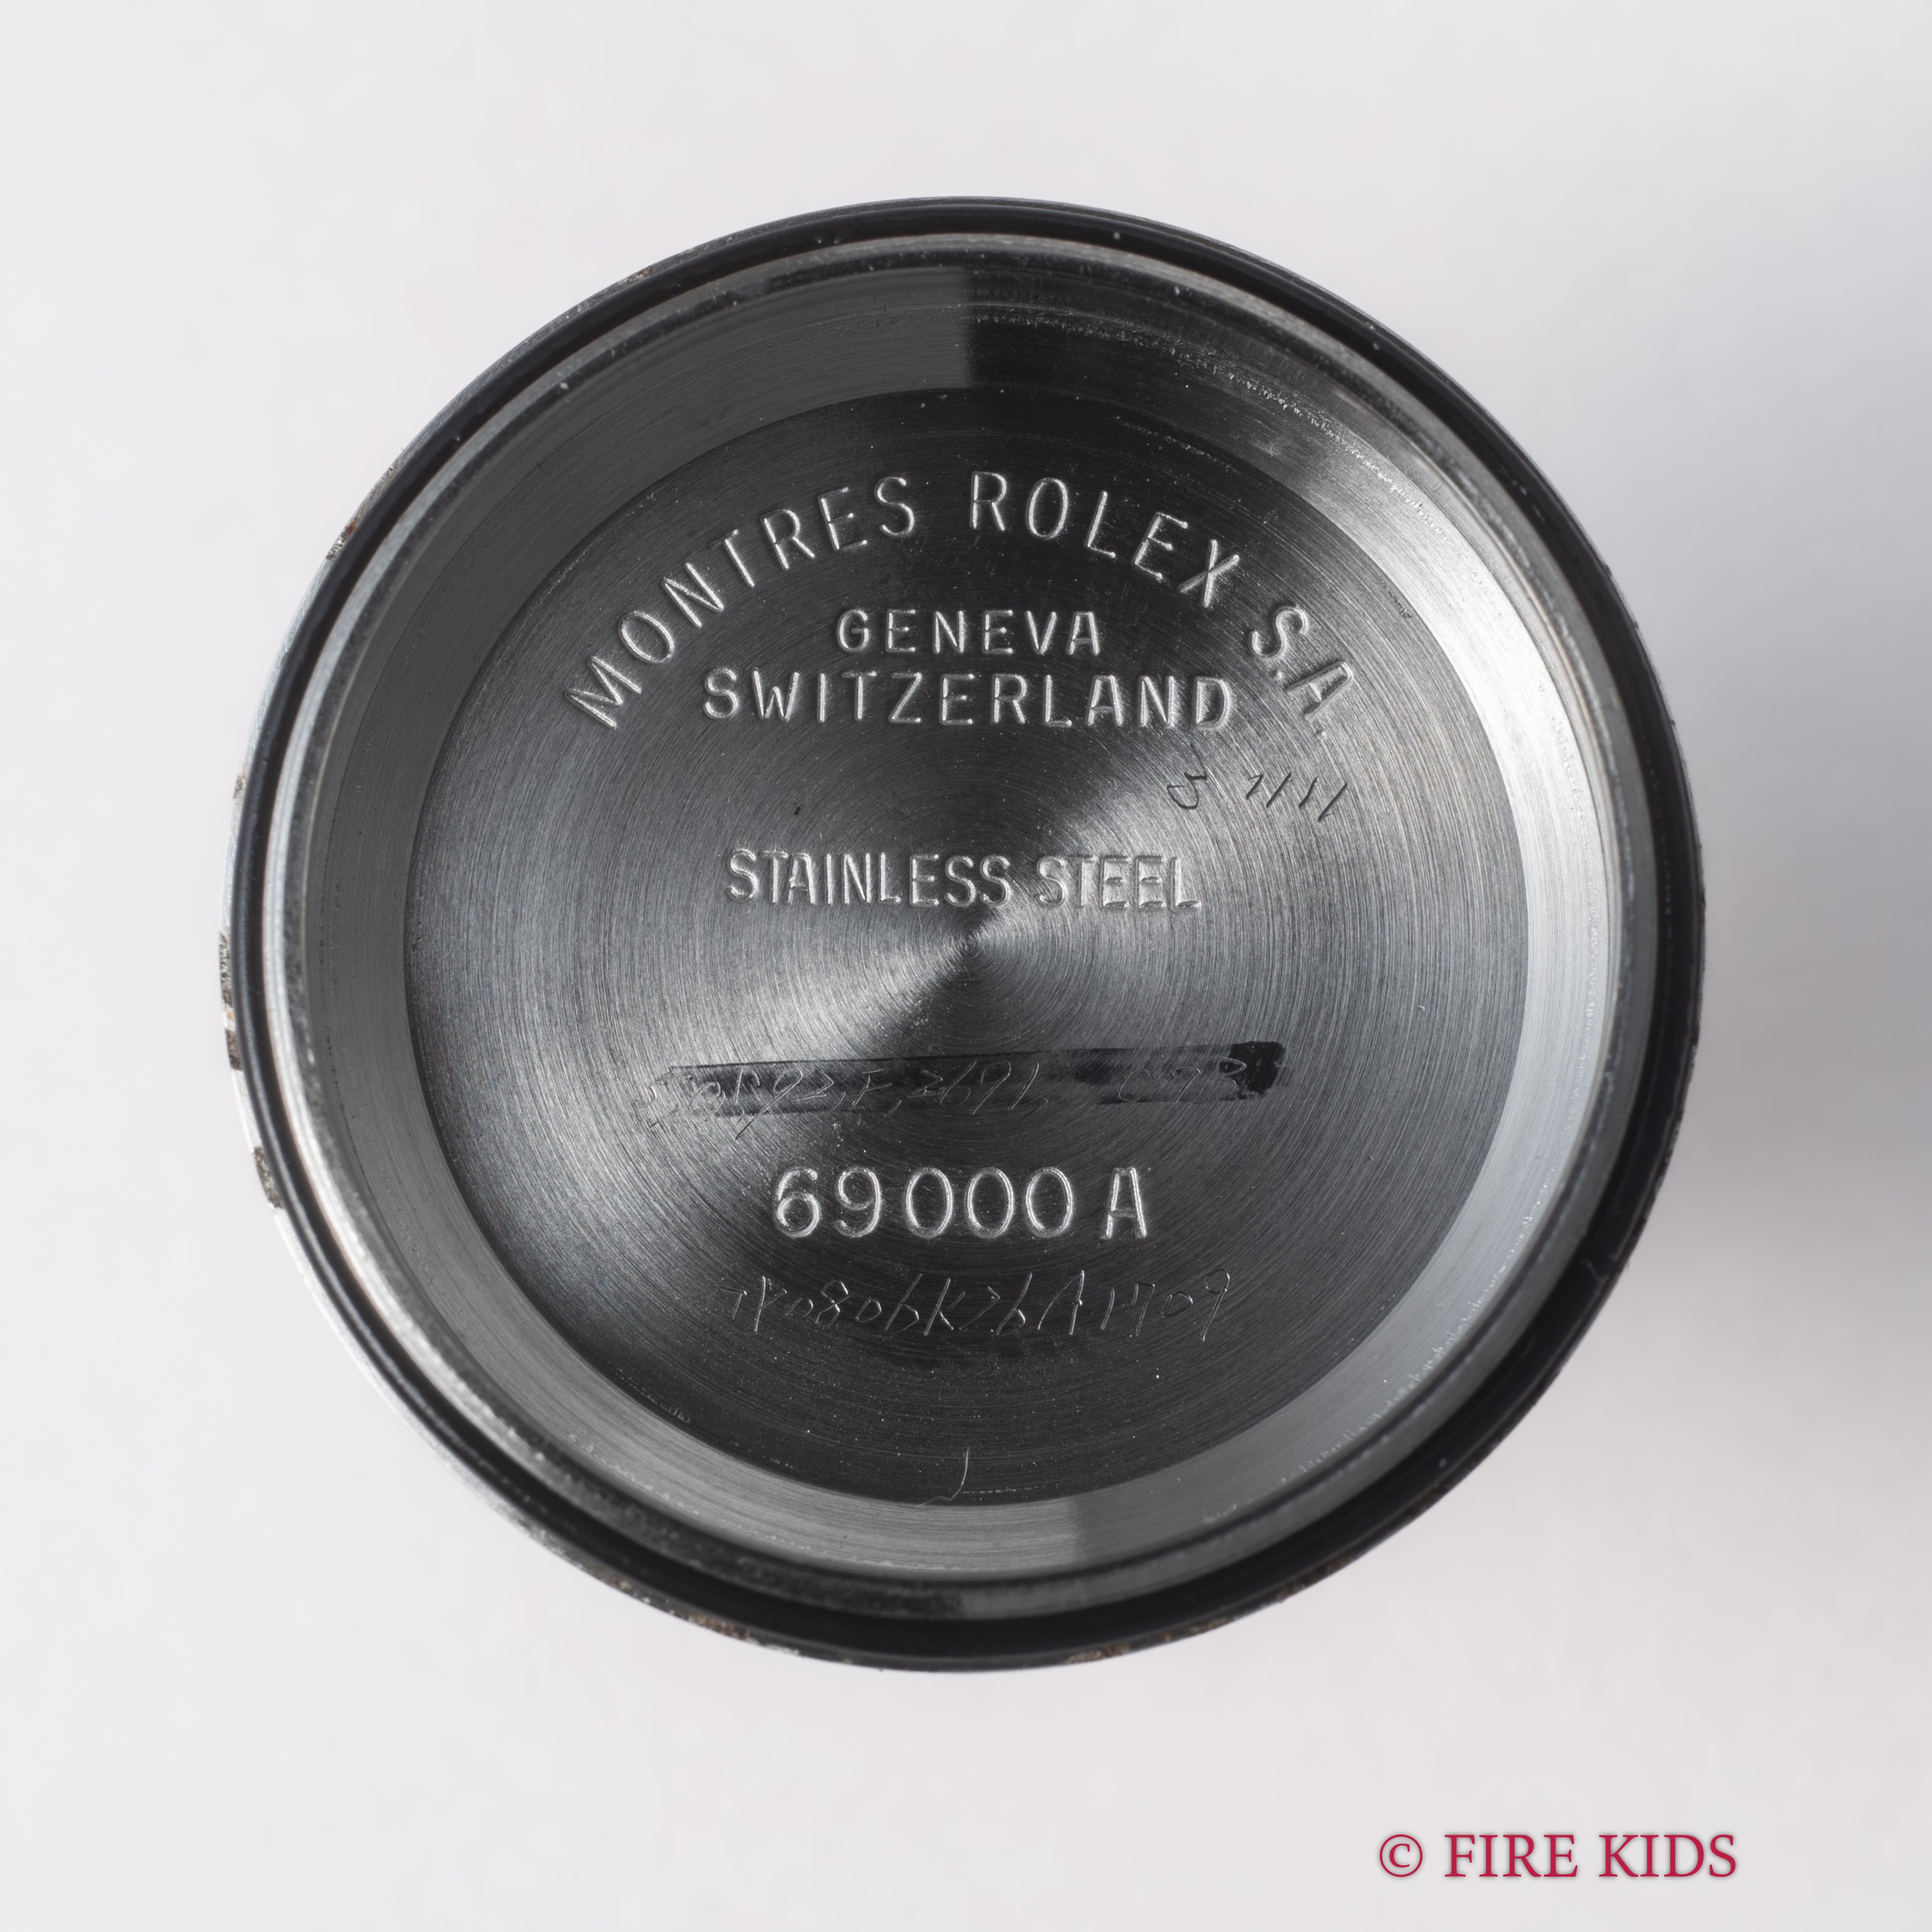 MONTRES ROLEX S.A.
GENEVA
SWITZERLAND
STAINLESS STEEL
69000 A
© FIRE KIDS